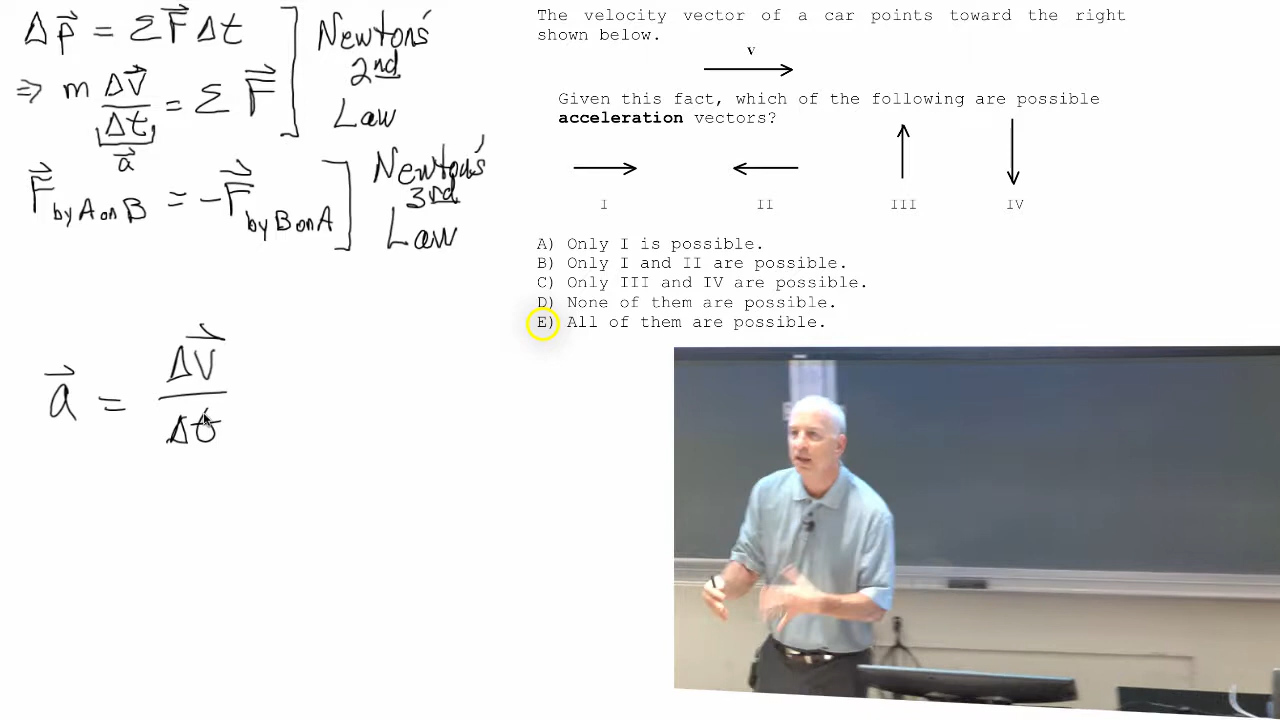 Δp⃗ = ΣF⃗ Δt
⇒ m Δv⃗/Δt = Σ F⃗
a⃗
Newton's
2nd
Law
F⃗ by A on B = -F⃗ by B on A
Newton's
3rd
Law
a⃗ = Δv⃗/Δt
The velocity vector of a car points toward the right
shown below.
v
Given this fact, which of the following are possible
acceleration vectors?
I II III IV
A) Only I is possible.
B) Only I and II are possible.
C) Only III and IV are possible.
D) None of them are possible.
E) All of them are possible.